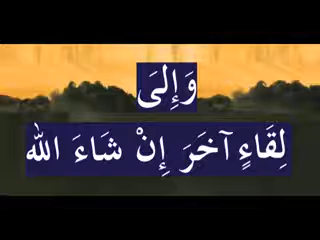 وَإِلَىَ
لِقَاءٍ آخَرَ إِنْ شَاءَ الله